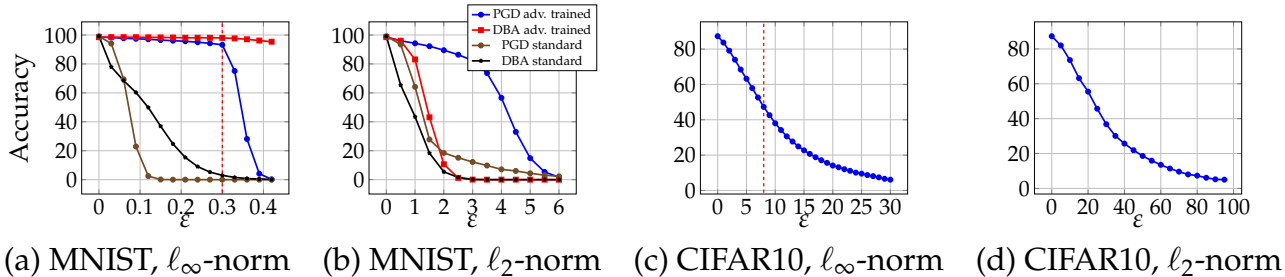 Accuracy
100
80
60
40
20
0
0 0.1 0.2 0.3 0.4
ε
(a) MNIST, ℓ∞-norm
100
80
60
40
20
0
0 1 2 3 4 5 6
ε
PGD adv. trained
DBA adv. trained
PGD standard
DBA standard
(b) MNIST, ℓ2-norm
80
60
40
20
0
0 5 10 15 20 25 30
ε
(c) CIFAR10, ℓ∞-norm
80
60
40
20
0
0 20 40 60 80 100
ε
(d) CIFAR10, ℓ2-norm